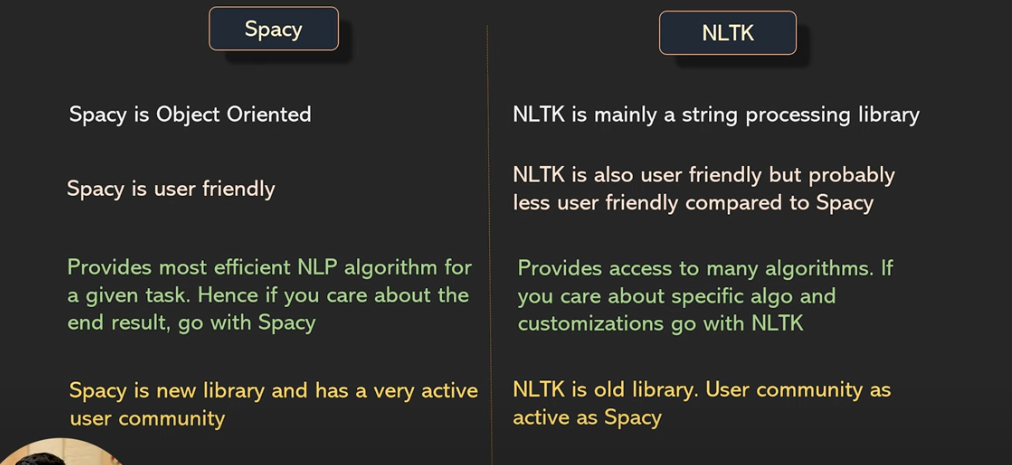 Spacy
NLTK
Spacy is Object Oriented
NLTK is mainly a string processing library
Spacy is user friendly
NLTK is also user friendly but probably
less user friendly compared to Spacy
Provides most efficient NLP algorithm for
a given task. Hence if you care about the
end result, go with Spacy
Provides access to many algorithms. If
you care about specific algo and
customizations go with NLTK
Spacy is new library and has a very active
user community
NLTK is old library. User community as
active as Spacy